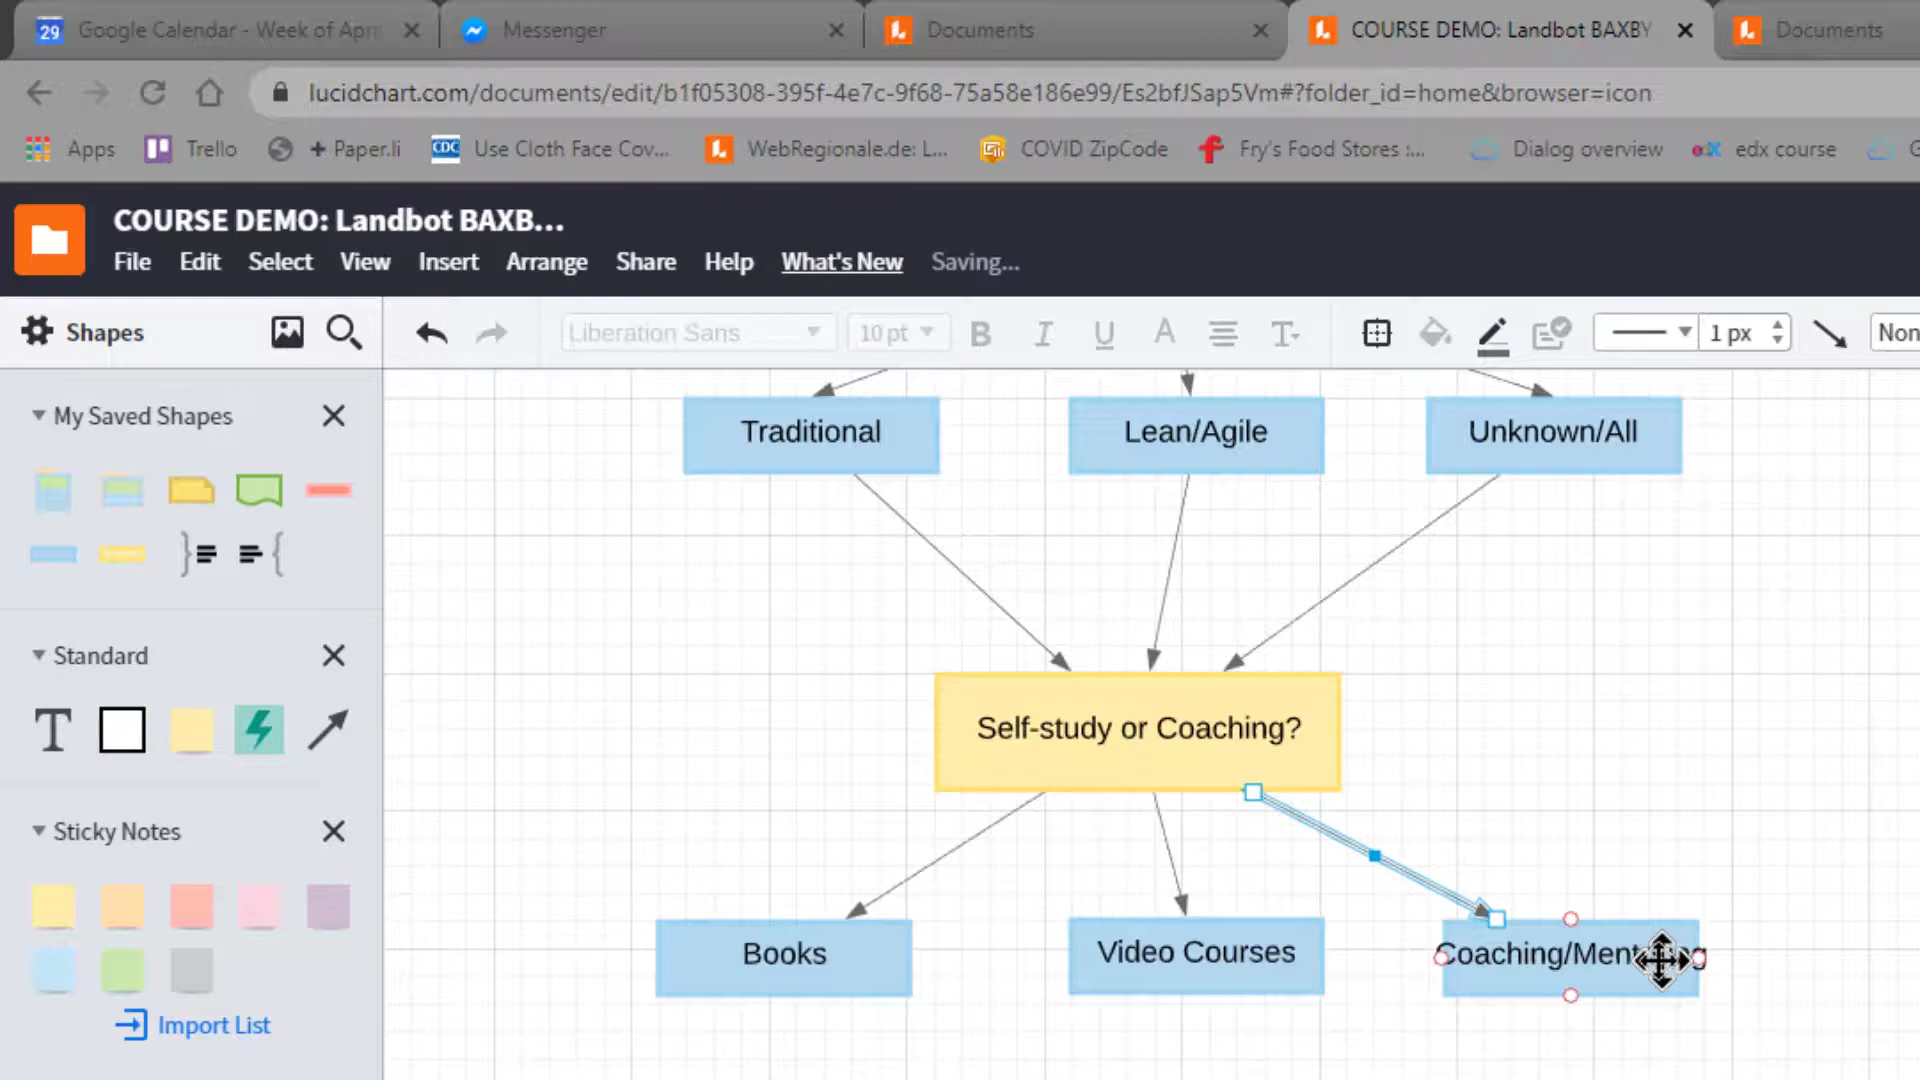 29 Google Calendar - Week of Apr
Messenger
Documents
COURSE DEMO: Landbot BAXBY
Documents
lucidchart.com/documents/edit/b1f05308-395f-4e7c-9f68-75a58e186e99/Es2bfJSap5Vm#?folder_id=home&browser=icon
Apps
Trello
+ Paper.li
CDC Use Cloth Face Cov...
WebRegionale.de: L...
COVID ZipCode
Fry's Food Stores :...
Dialog overview
edX edx course
COURSE DEMO: Landbot BAXB...
File Edit Select View Insert Arrange Share Help What's New Saving...
Shapes
Liberation Sans 10 pt B I U A T 1 px Non
My Saved Shapes
Standard
T
Sticky Notes
Import List
Traditional
Lean/Agile
Unknown/All
Self-study or Coaching?
Books
Video Courses